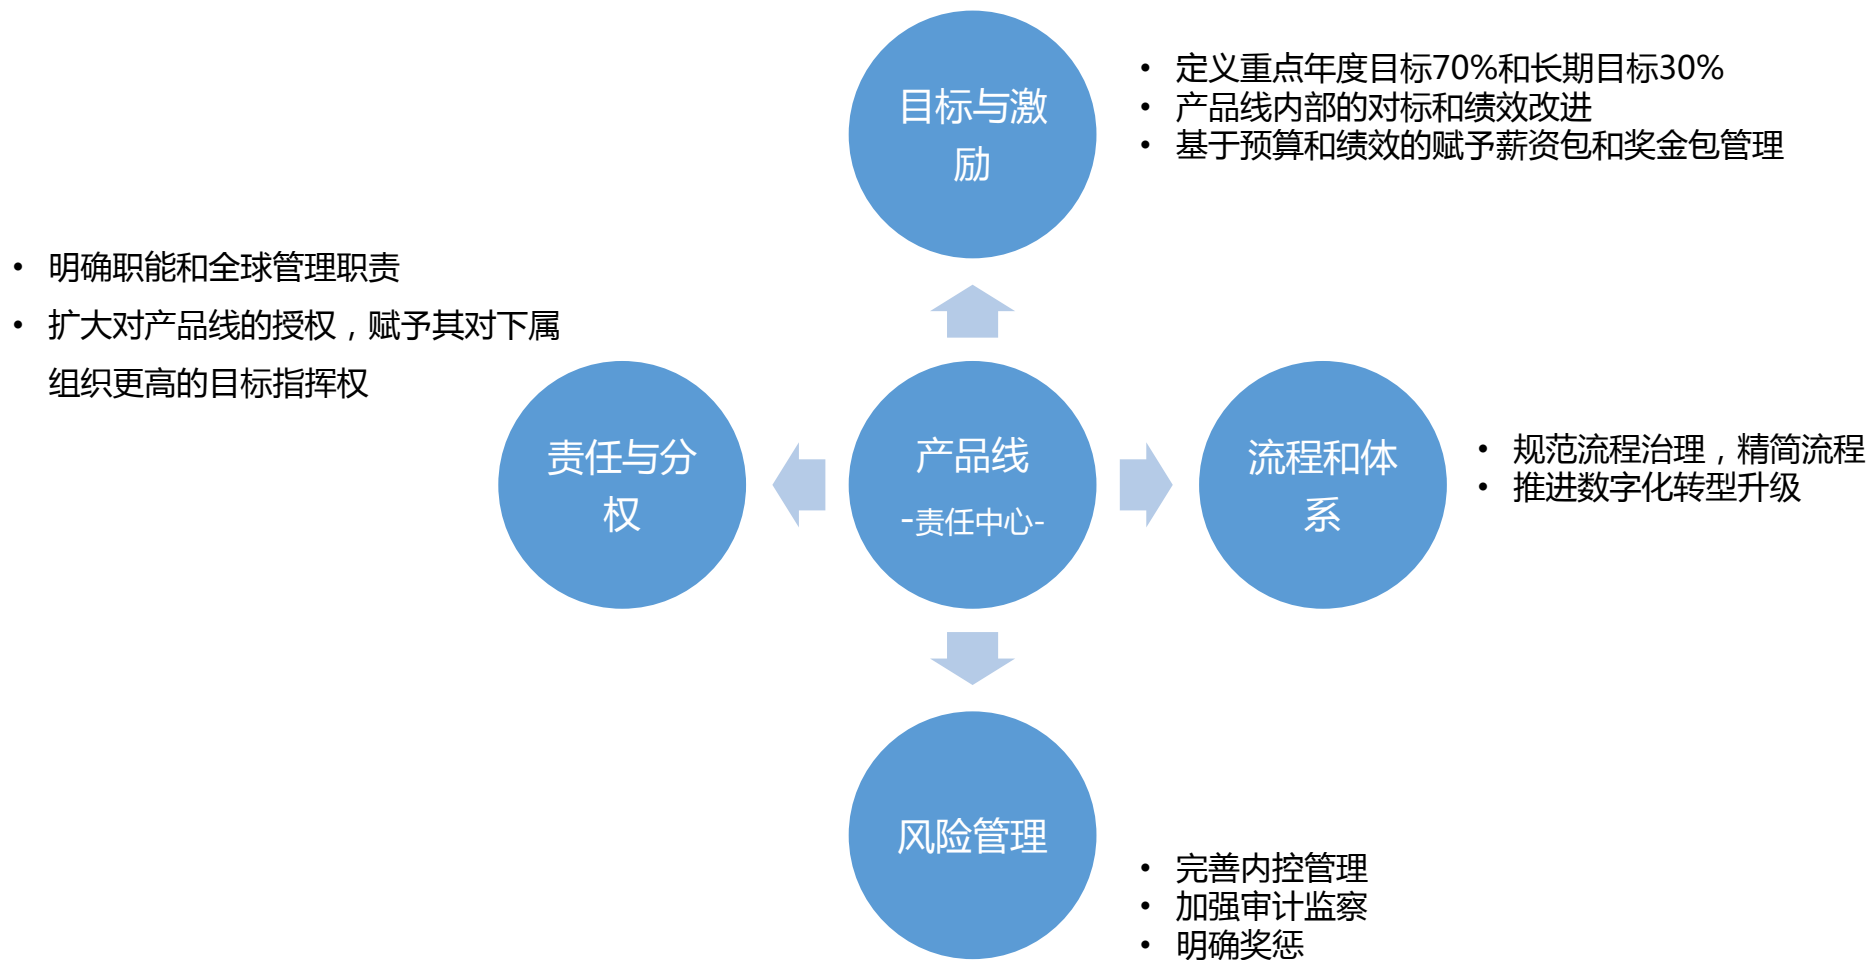 目标与激
励
• 定义重点年度目标70%和长期目标30%
• 产品线内部的对标和绩效改进
• 基于预算和绩效的赋予薪资包和奖金包管理
• 明确职能和全球管理职责
• 扩大对产品线的授权，赋予其对下属
组织更高的目标指挥权
责任与分
权
产品线
-责任中心-
流程和体
系
• 规范流程治理，精简流程
• 推进数字化转型升级
风险管理
• 完善内控管理
• 加强审计监察
• 明确奖惩